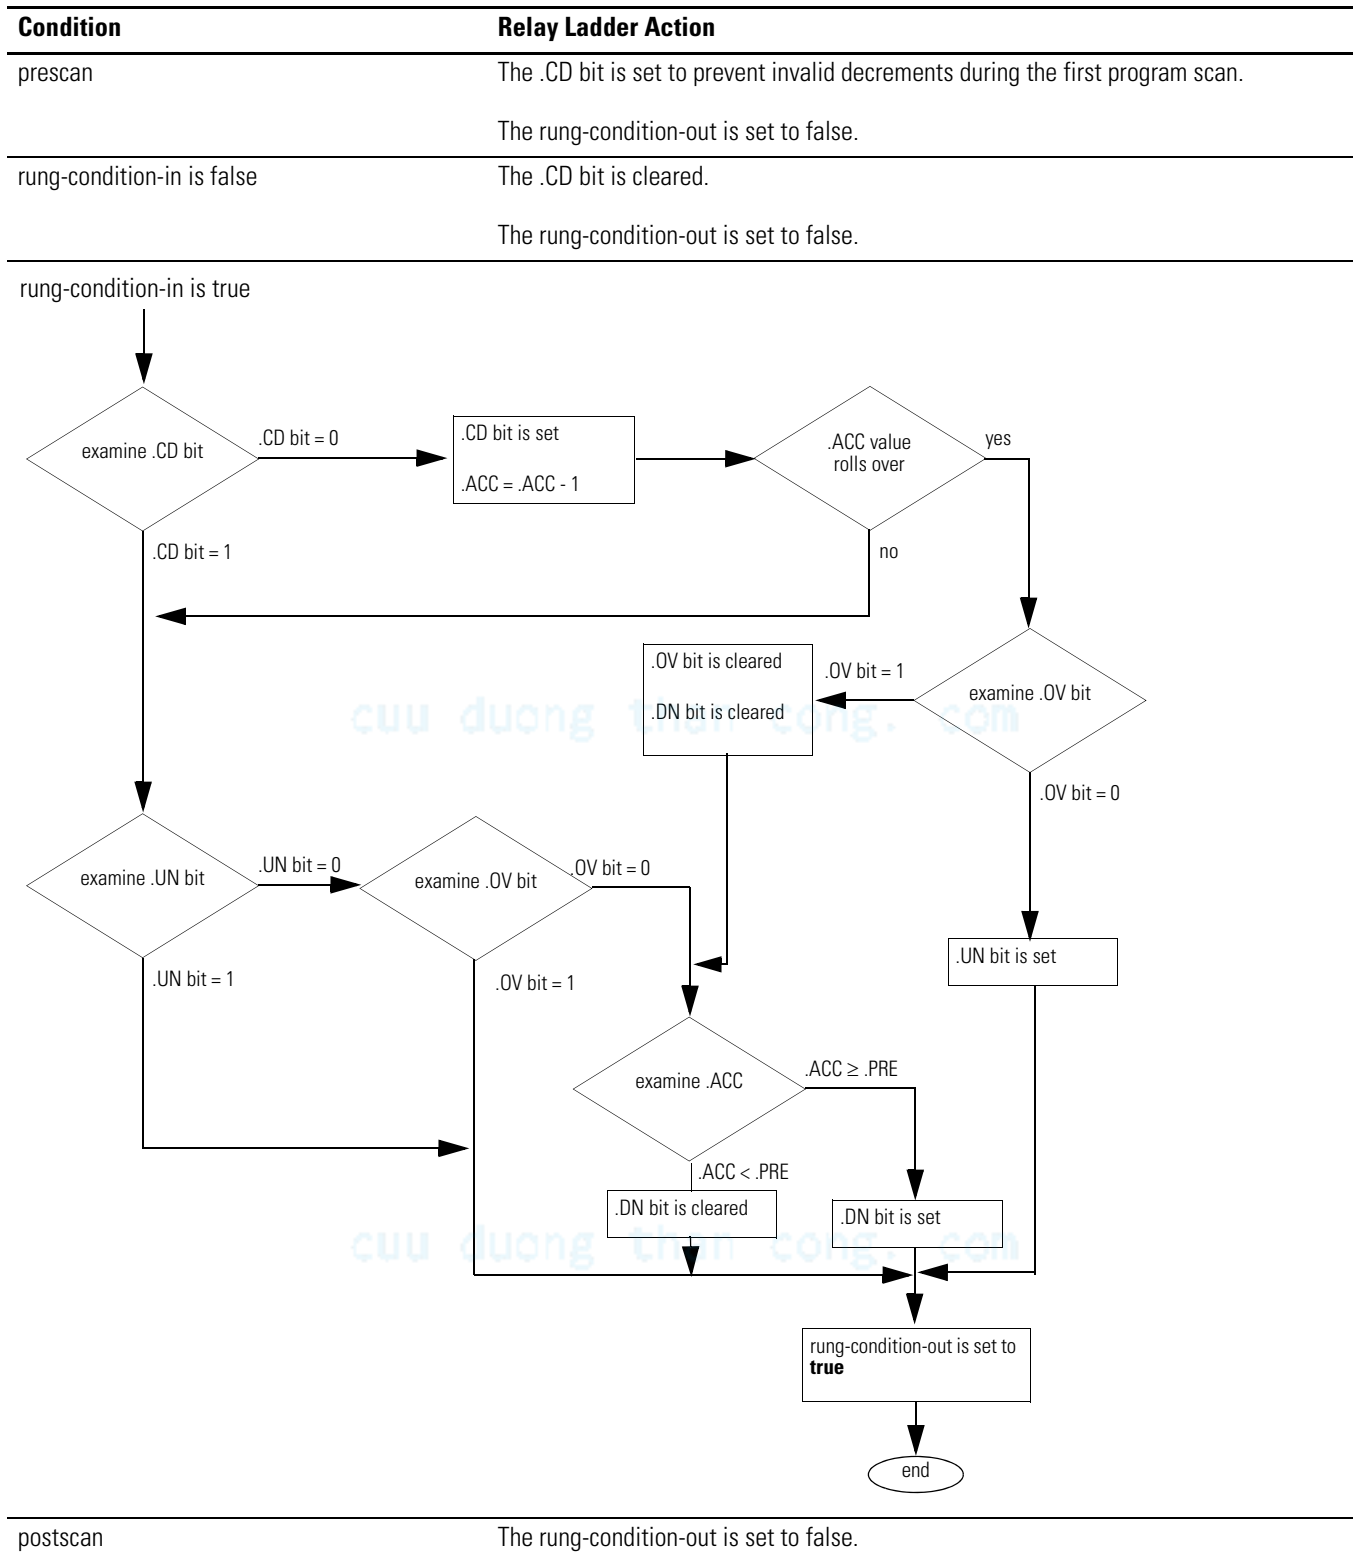 Condition Relay Ladder Action
prescan The .CD bit is set to prevent invalid decrements during the first program scan.
The rung-condition-out is set to false.
rung-condition-in is false The .CD bit is cleared.
The rung-condition-out is set to false.
rung-condition-in is true
examine .CD bit
.CD bit = 0
.CD bit is set
.ACC = .ACC - 1
.ACC value
rolls over
yes
.CD bit = 1
no
.OV bit is cleared
.DN bit is cleared
.OV bit = 1
examine .OV bit
cuu duong than cong. com
.OV bit = 0
examine .UN bit
.UN bit = 0
examine .OV bit
.OV bit = 0
.UN bit is set
.UN bit = 1
.OV bit = 1
examine .ACC
.ACC ≥ .PRE
.ACC < .PRE
.DN bit is cleared
.DN bit is set
cuu duong than cong. com
rung-condition-out is set to
true
end
postscan The rung-condition-out is set to false.